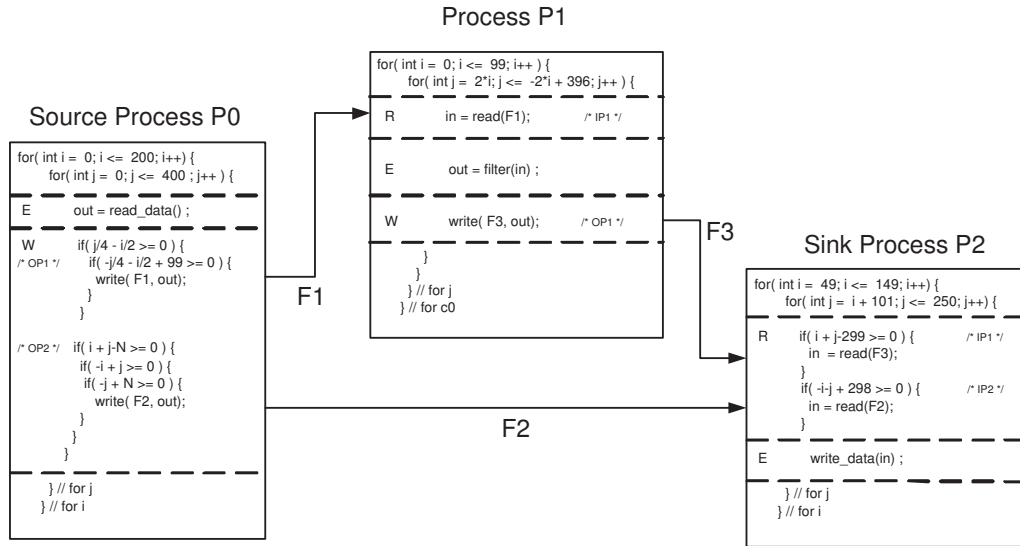 Process P1
for( int i = 0; i <= 99; i++ ) {
for( int j = 2*i; j <= -2*i + 396; j++ ) {
R in = read(F1); /* IP1 */
E out = filter(in) ;
W write( F3, out); /* OP1 */
}
}
} // for j
} // for c0
Source Process P0
for( int i = 0; i <= 200; i++) {
for( int j = 0; j <= 400 ; j++ ) {
E out = read_data() ;
W if( j/4 - i/2 >= 0 ) {
/* OP1 */ if( -j/4 - i/2 + 99 >= 0 ) {
write( F1, out);
}
}
/* OP2 */ if( i + j-N >= 0 ) {
if( -i + j >= 0 ) {
if( -j + N >= 0 ) {
write( F2, out);
}
}
}
} // for j
} // for i
F1
F2
F3
Sink Process P2
for( int i = 49; i <= 149; i++) {
for( int j = i + 101; j <= 250; j++) {
R if( i + j-299 >= 0 ) { /* IP1 */
in = read(F3);
}
if( -i-j + 298 >= 0 ) { /* IP2 */
in = read(F2);
}
E write_data(in) ;
} // for j
} // for i